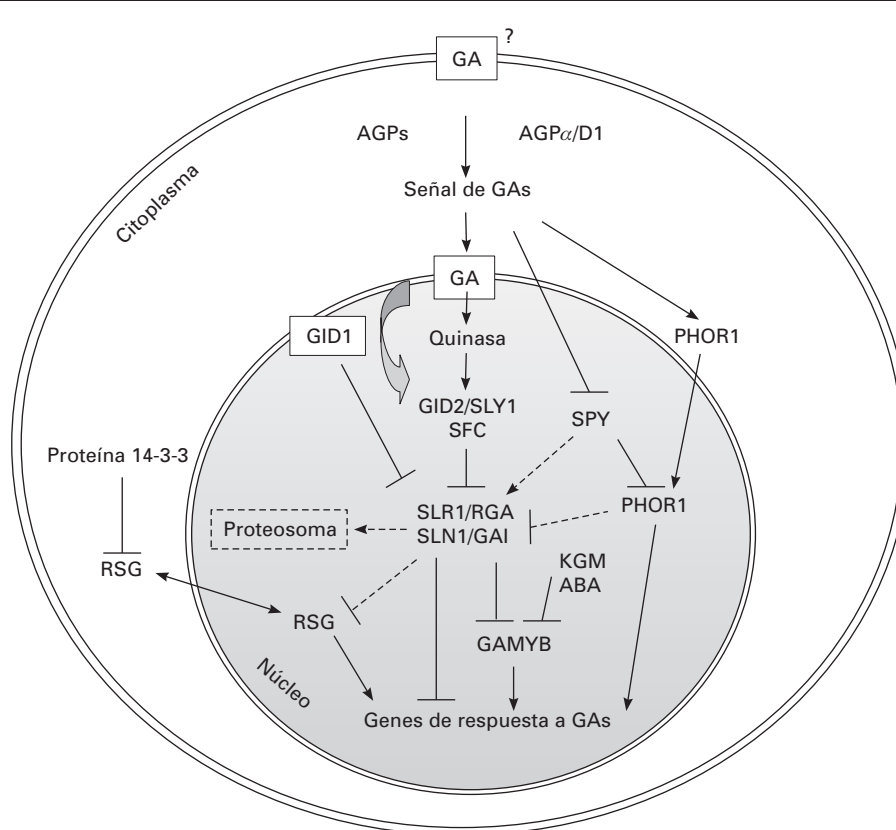 GA
?
AGPs
AGPα/D1
Señal de GAs
Citoplasma
GA
GID1
Quinasa
PHOR1
GID2/SLY1
SFC
SPY
Proteína 14-3-3
SLR1/RGA
SLN1/GAI
PHOR1
Proteosoma
KGM
ABA
RSG
RSG
GAMYB
Núcleo
Genes de respuesta a GAs